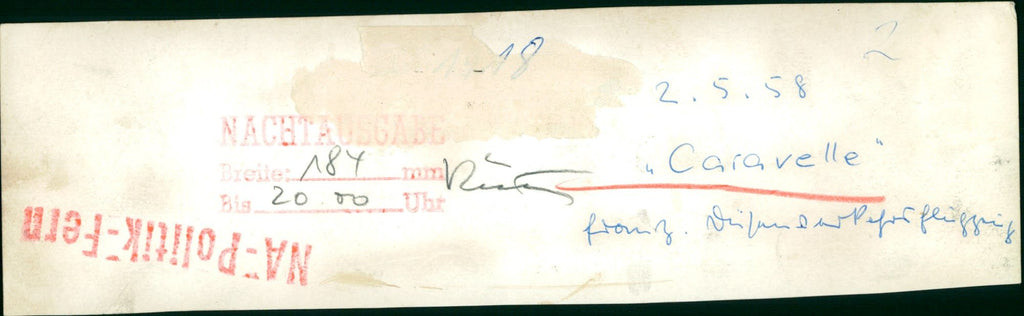 18
2
2.5.58
NACHTAUSGABE
Breite: 184 mm
Bis 20.00 Uhr
„Caravelle“
franz. Düsenverkehrsflugzeug
NA-Politik-Fern